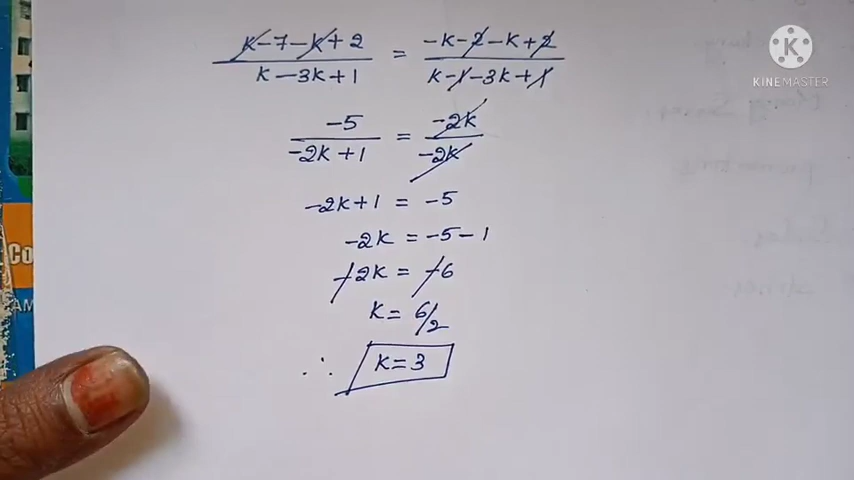 K-7-K+2 / K-3K+1 = -K-2-K+2 / K-1-3K+1
KINEMASTER
-5 / -2K+1 = -2K / -2K
-2K+1 = -5
-2K = -5-1
-2K = -6
K = 6/2
∴ K=3
Co